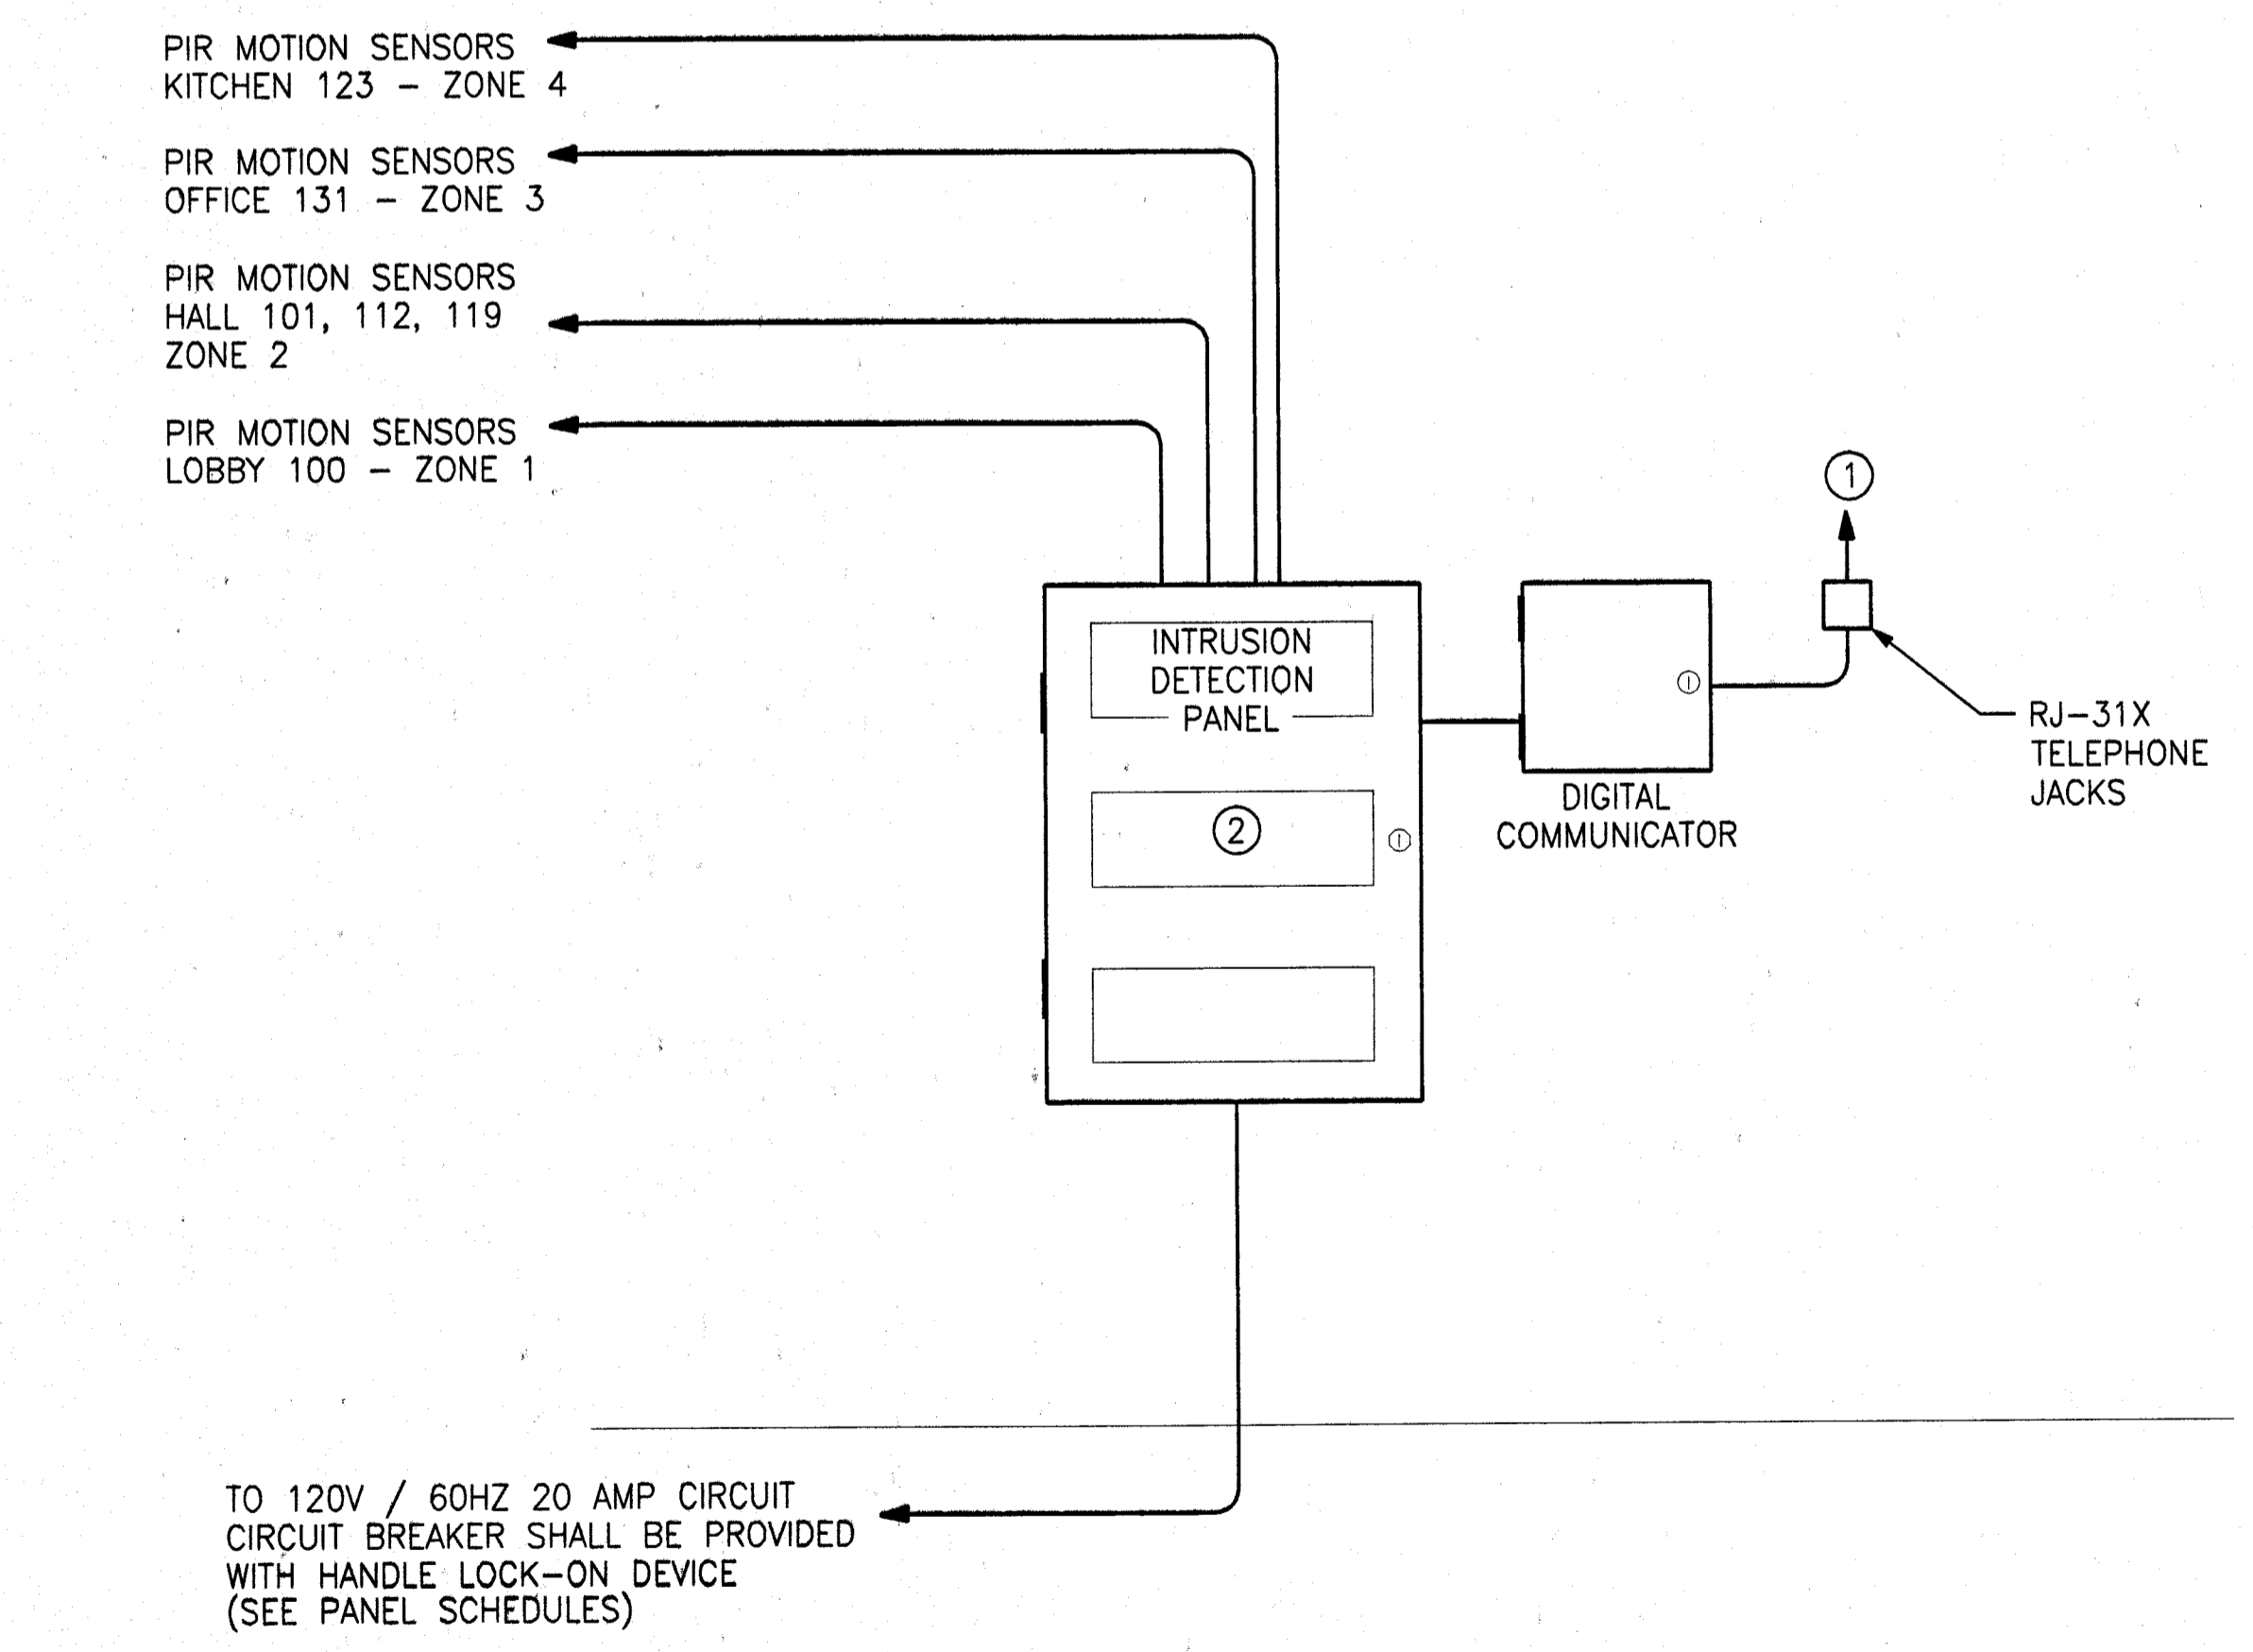 PIR MOTION SENSORS
KITCHEN 123 – ZONE 4
PIR MOTION SENSORS
OFFICE 131 – ZONE 3
PIR MOTION SENSORS
HALL 101, 112, 119
ZONE 2
PIR MOTION SENSORS
LOBBY 100 – ZONE 1
1
INTRUSION
DETECTION
PANEL
2
RJ–31X
TELEPHONE
JACKS
DIGITAL
COMMUNICATOR
TO 120V / 60HZ 20 AMP CIRCUIT
CIRCUIT BREAKER SHALL BE PROVIDED
WITH HANDLE LOCK–ON DEVICE
(SEE PANEL SCHEDULES)